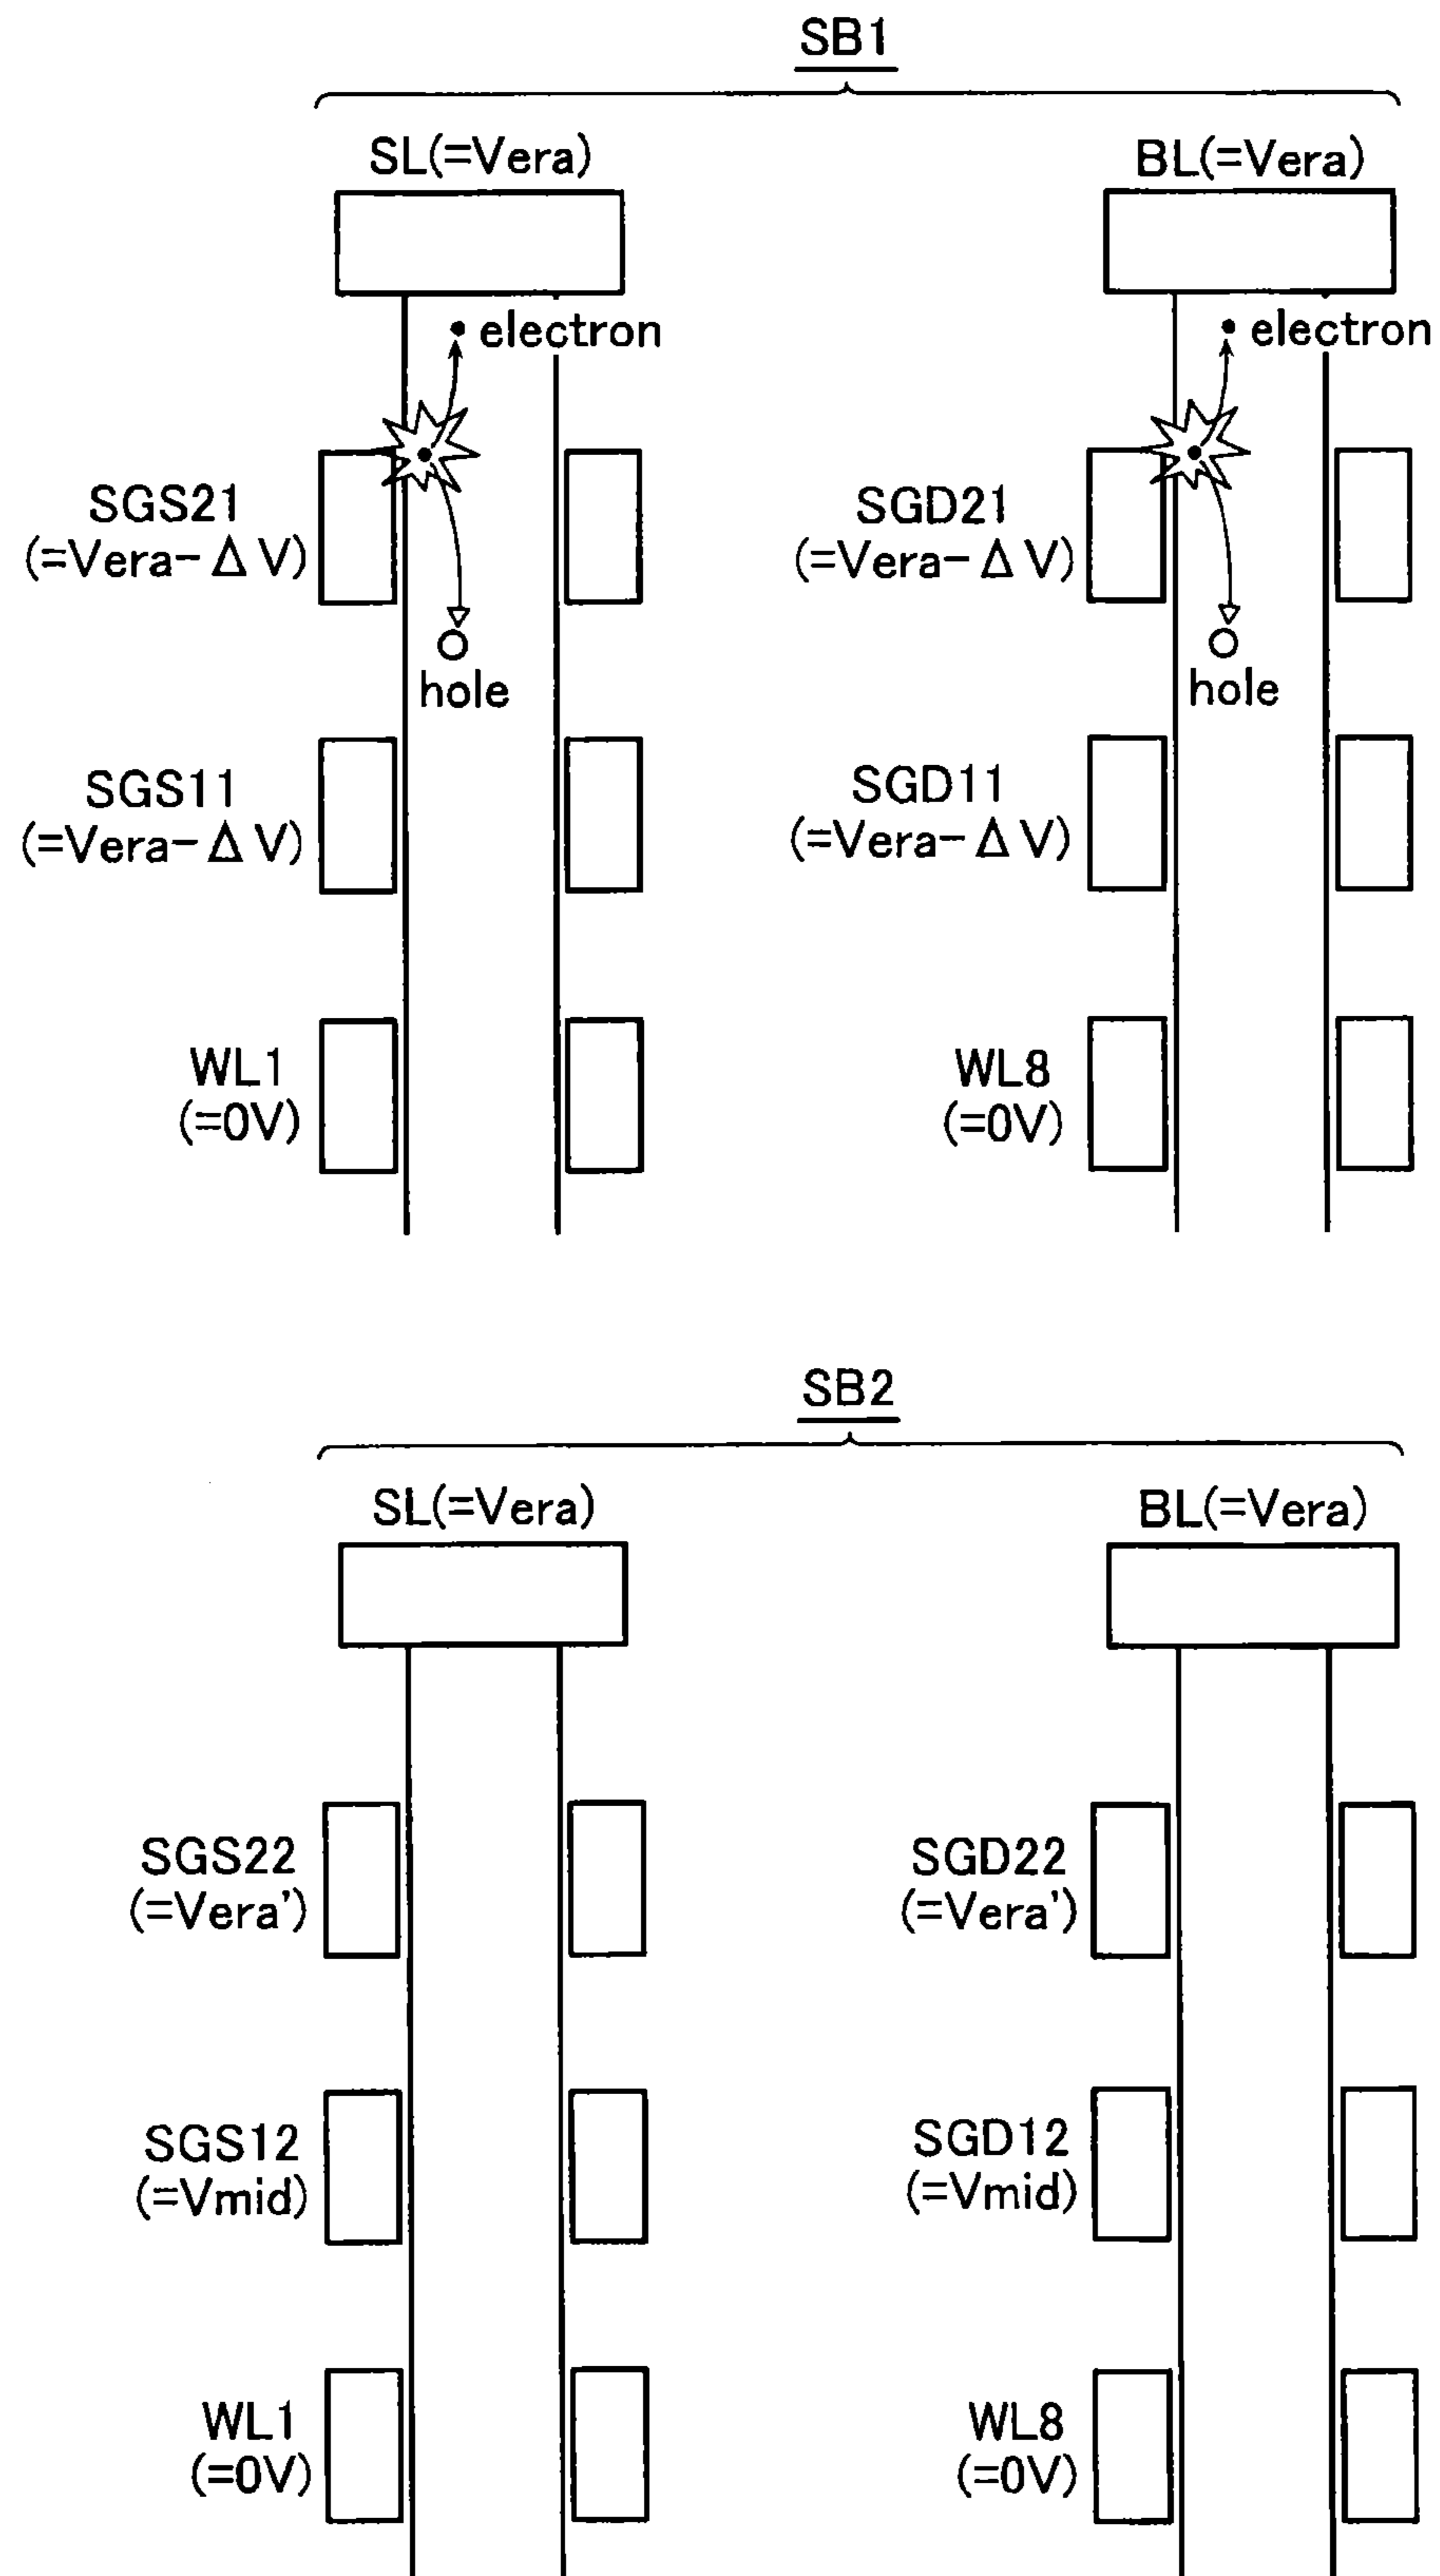 SB1
SL(=Vera)
BL(=Vera)
electron
electron
SGS21
(=Vera-ΔV)
SGD21
(=Vera-ΔV)
hole
hole
SGS11
(=Vera-ΔV)
SGD11
(=Vera-ΔV)
WL1
(=0V)
WL8
(=0V)
SB2
SL(=Vera)
BL(=Vera)
SGS22
(=Vera')
SGD22
(=Vera')
SGS12
(=Vmid)
SGD12
(=Vmid)
WL1
(=0V)
WL8
(=0V)